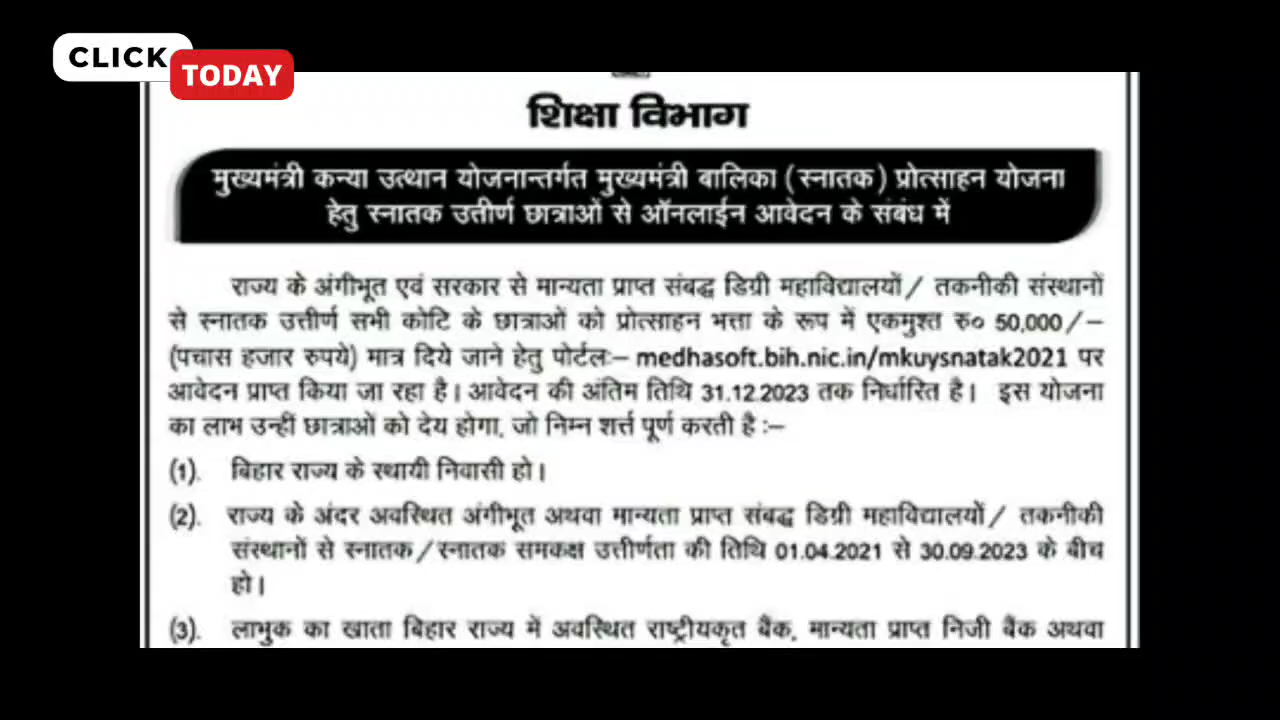 CLICK
TODAY
शिक्षा विभाग
मुख्यमंत्री कन्या उत्थान योजनान्तर्गत मुख्यमंत्री बालिका (स्नातक) प्रोत्साहन योजना
हेतु स्नातक उत्तीर्ण छात्राओं से ऑनलाईन आवेदन के संबंध में
राज्य के अंगीभूत एवं सरकार से मान्यता प्राप्त संबद्ध डिग्री महाविद्यालयों/ तकनीकी संस्थानों
से स्नातक उत्तीर्ण सभी कोटि के छात्राओं को प्रोत्साहन भत्ता के रूप में एकमुश्त रु० 50,000/–
(पचास हजार रुपये) मात्र दिये जाने हेतु पोर्टलः– medhasoft.bih.nic.in/mkuysnatak2021 पर
आवेदन प्राप्त किया जा रहा है। आवेदन की अंतिम तिथि 31.12.2023 तक निर्धारित है। इस योजना
का लाभ उन्हीं छात्राओं को देय होगा, जो निम्न शर्त्त पूर्ण करती है :–
(1). बिहार राज्य के स्थायी निवासी हो।
(2). राज्य के अंदर अवस्थित अंगीभूत अथवा मान्यता प्राप्त संबद्ध डिग्री महाविद्यालयों/ तकनीकी
संस्थानों से स्नातक/स्नातक समकक्ष उत्तीर्णता की तिथि 01.04.2021 से 30.09.2023 के बीच
हो।
(3). लाभुक का खाता बिहार राज्य में अवस्थित राष्ट्रीयकृत बैंक, मान्यता प्राप्त निजी बैंक अथवा